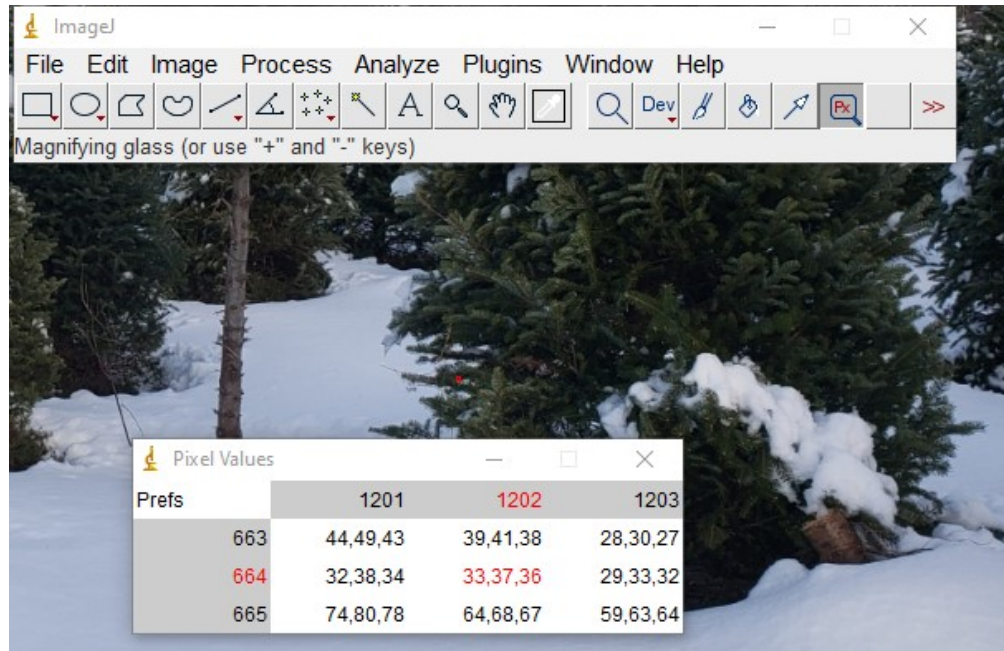 ImageJ
File Edit Image Process Analyze Plugins Window Help
A Dev Px >>
Magnifying glass (or use "+" and "-" keys)
Pixel Values
Prefs 1201 1202 1203
663 44,49,43 39,41,38 28,30,27
664 32,38,34 33,37,36 29,33,32
665 74,80,78 64,68,67 59,63,64